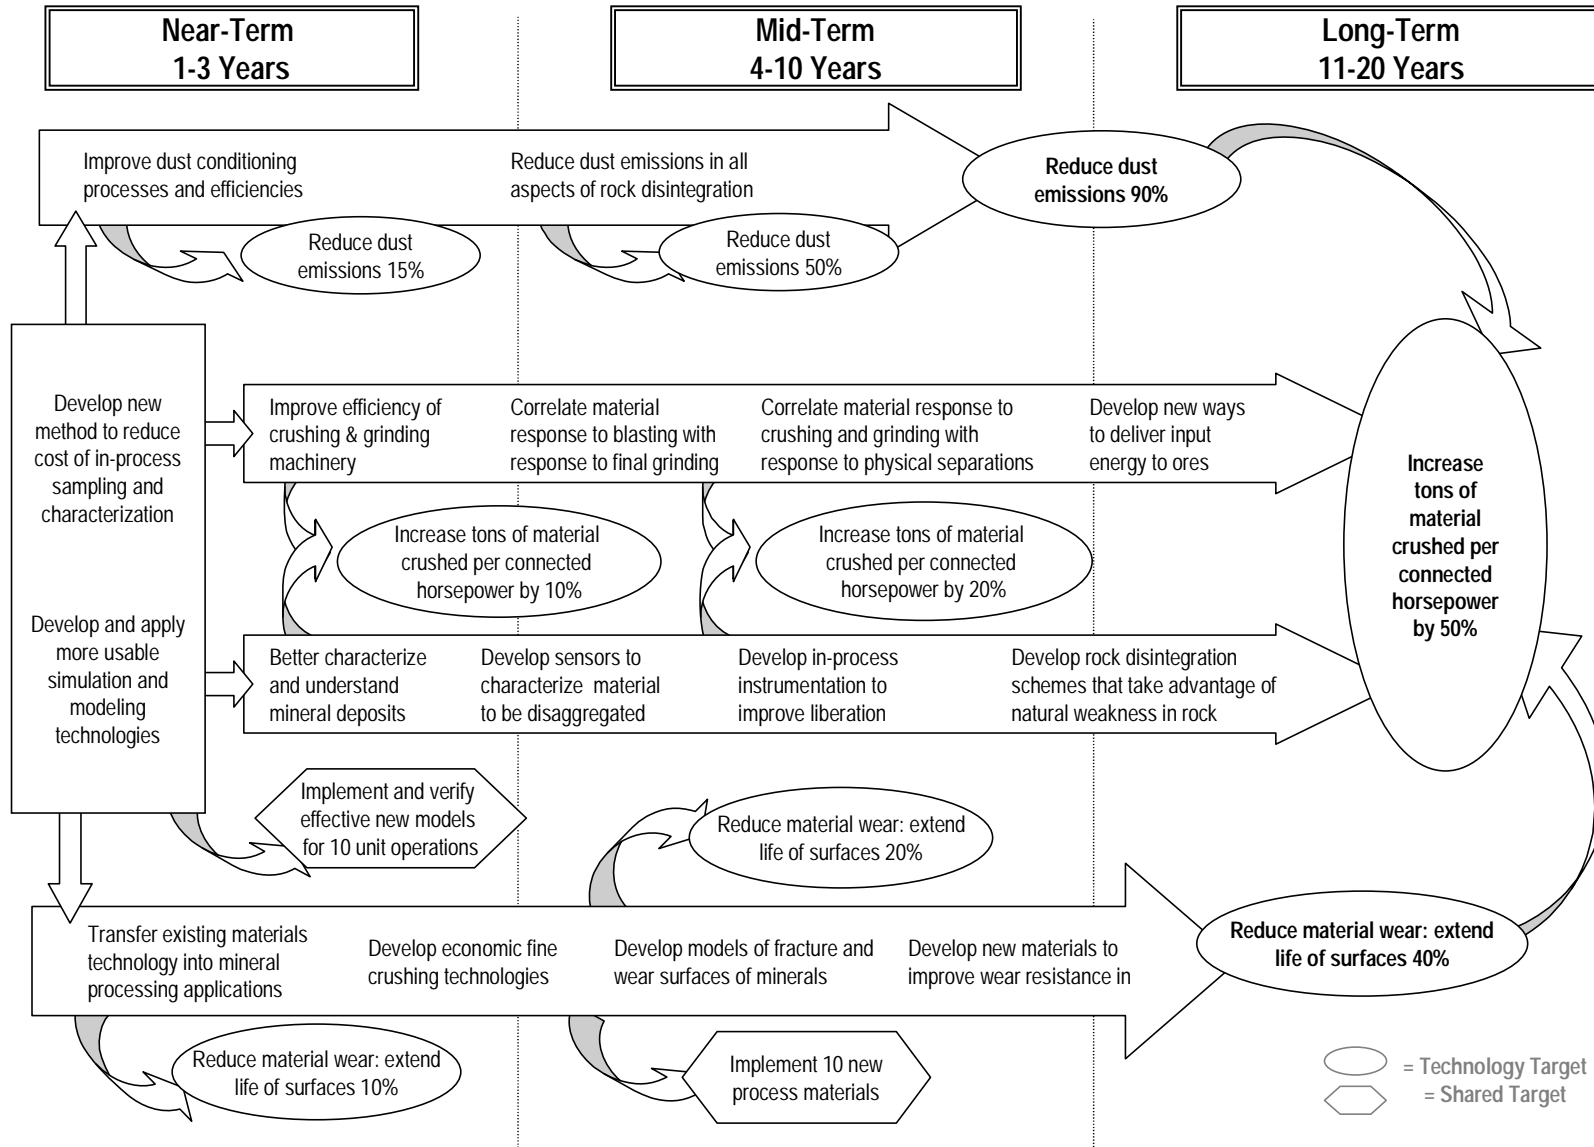 Near-Term
1-3 Years
Mid-Term
4-10 Years
Long-Term
11-20 Years
Improve dust conditioning
processes and efficiencies
Reduce dust emissions in all
aspects of rock disintegration
Reduce dust
emissions 90%
Reduce dust
emissions 15%
Reduce dust
emissions 50%
Develop new
method to reduce
cost of in-process
sampling and
characterization
Develop and apply
more usable
simulation and
modeling
technologies
Improve efficiency of
crushing & grinding
machinery
Correlate material
response to blasting with
response to final grinding
Correlate material response to
crushing and grinding with
response to physical separations
Develop new ways
to deliver input
energy to ores
Increase tons of material
crushed per connected
horsepower by 10%
Increase tons of material
crushed per connected
horsepower by 20%
Increase
tons of
material
crushed per
connected
horsepower
by 50%
Better characterize
and understand
mineral deposits
Develop sensors to
characterize material
to be disaggregated
Develop in-process
instrumentation to
improve liberation
Develop rock disintegration
schemes that take advantage of
natural weakness in rock
Implement and verify
effective new models
for 10 unit operations
Reduce material wear: extend
life of surfaces 20%
Transfer existing materials
technology into mineral
processing applications
Develop economic fine
crushing technologies
Develop models of fracture and
wear surfaces of minerals
Develop new materials to
improve wear resistance in
Reduce material wear: extend
life of surfaces 40%
Reduce material wear: extend
life of surfaces 10%
Implement 10 new
process materials
= Technology Target
= Shared Target